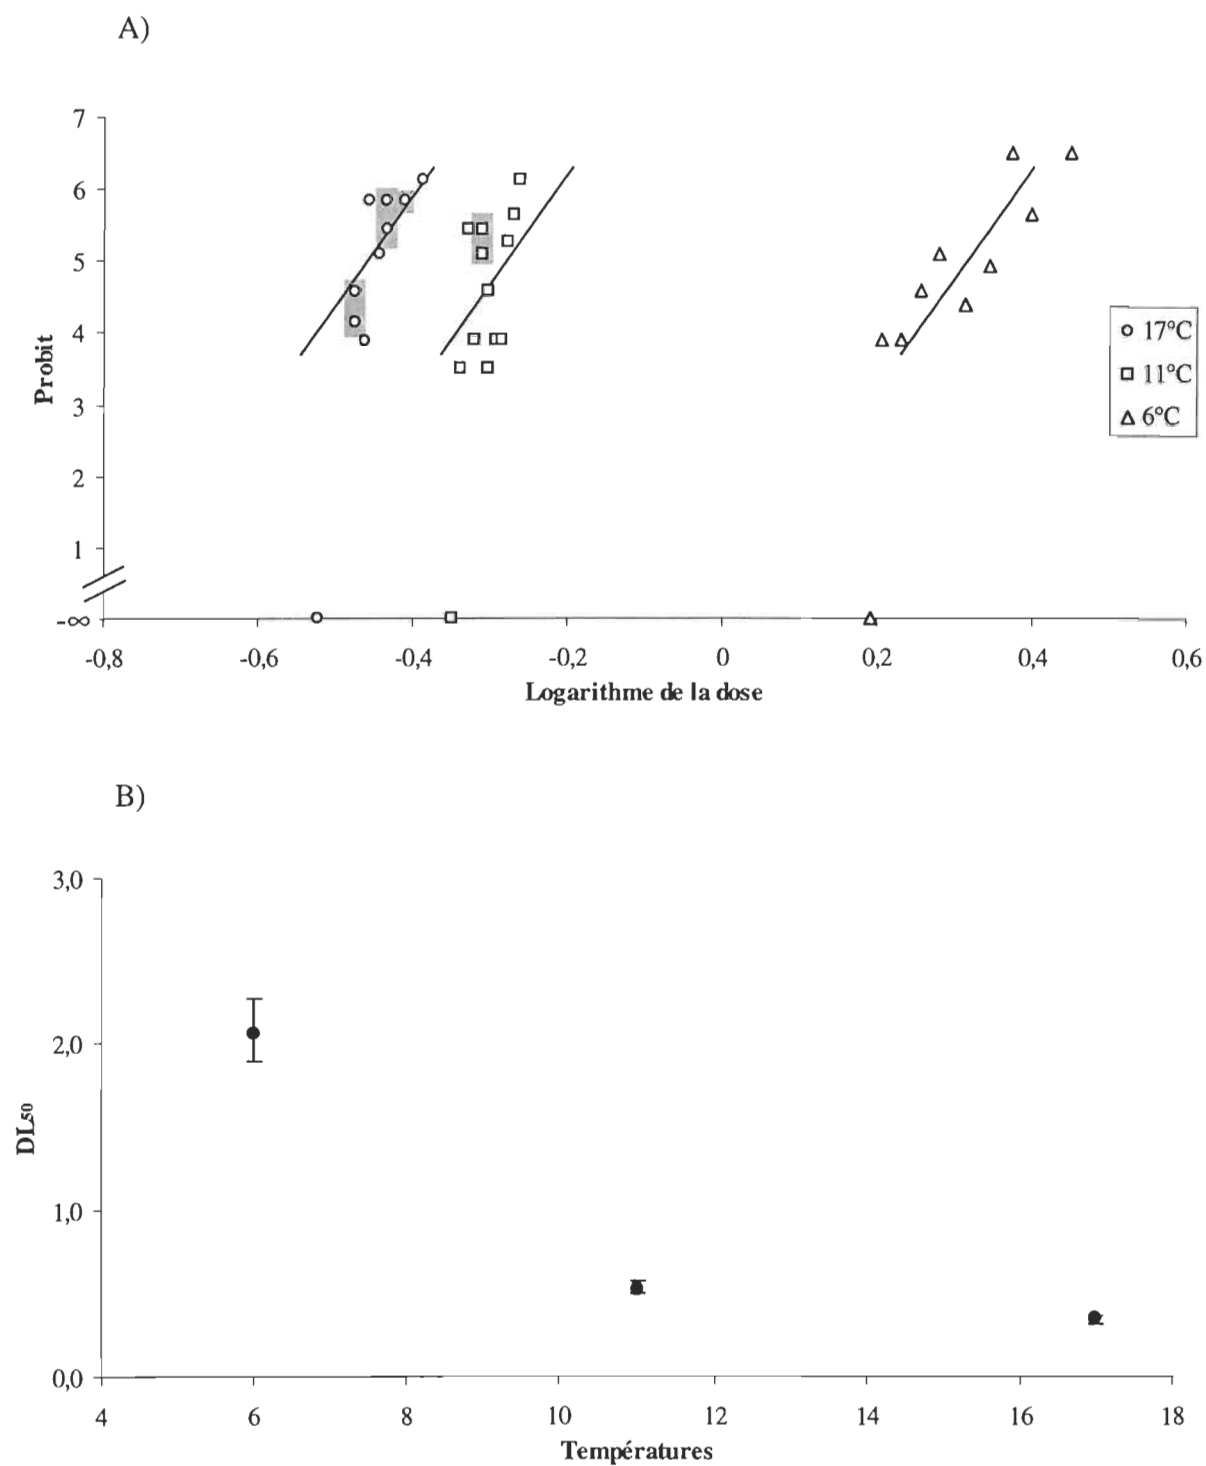 A)
7
6
5
4
3
2
1
-∞
Probit
-0,8 -0,6 -0,4 -0,2 0 0,2 0,4 0,6
Logarithme de la dose
17°C
11°C
6°C
B)
3,0
2,0
1,0
0,0
DL50
4 6 8 10 12 14 16 18
Températures